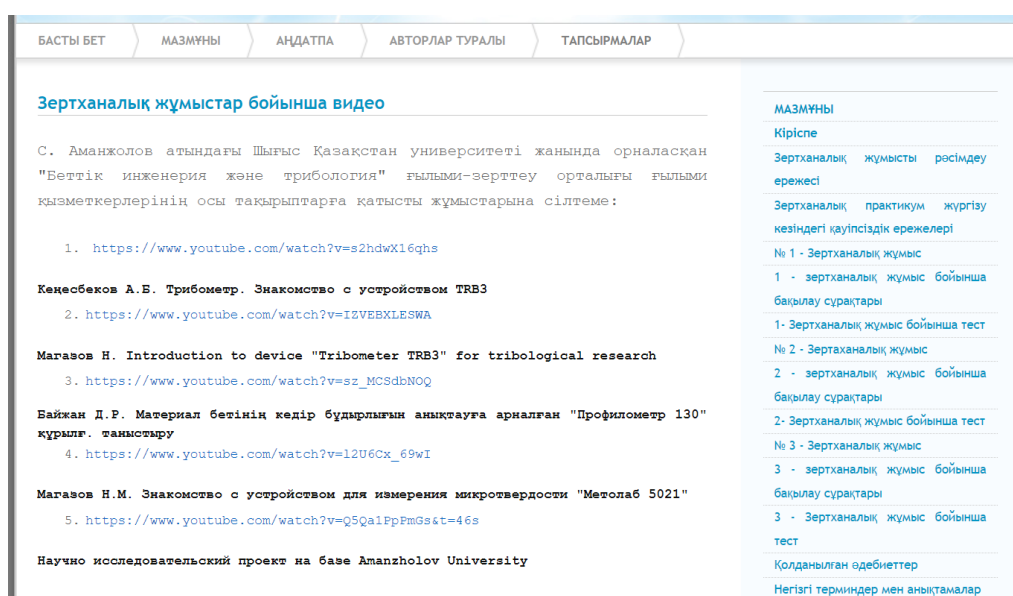 БАСТЫ БЕТ
МАЗМҰНЫ
АҢДАТПА
АВТОРЛАР ТУРАЛЫ
ТАПСЫРМАЛАР
Зертханалық жұмыстар бойынша видео
С. Аманжолов атындағы Шығыс Қазақстан университеті жанында орналасқан
"Беттік инженерия және трибология" ғылыми-зерттеу орталығы ғылыми
қызметкерлерінің осы тақырыптарға қатысты жұмыстарына сілтеме:
1. https://www.youtube.com/watch?v=s2hdwX16qhs
Кеңесбеков А.Б. Трибометр. Знакомство с устройством TRB3
2. https://www.youtube.com/watch?v=IZVEBXLESWA
Магазов Н. Introduction to device "Tribometer TRB3" for tribological research
3. https://www.youtube.com/watch?v=sz_MCSdbNOQ
Байжан Д.Р. Материал бетінің кедір бұдырлығын анықтауға арналған "Профилометр 130"
құрылғ. таныстыру
4. https://www.youtube.com/watch?v=l2U6Cx_69wI
Магазов Н.М. Знакомство с устройством для измерения микротвердости "Метолаб 5021"
5. https://www.youtube.com/watch?v=Q5Qa1PpPmGs&t=46s
Научно исследовательский проект на базе Amanzholov University
МАЗМҰНЫ
Кіріспе
Зертханалық жұмысты рәсімдеу
ережесі
Зертханалық практикум жүргізу
кезіндегі қауіпсіздік ережелері
№ 1 - Зертханалық жұмыс
1 - зертханалық жұмыс бойынша
бақылау сұрақтары
1- Зертханалық жұмыс бойынша тест
№ 2 - Зертаханалық жұмыс
2 - зертханалық жұмыс бойынша
бақылау сұрақтары
2- Зертханалық жұмыс бойынша тест
№ 3 - Зертханалық жұмыс
3 - зертханалық жұмыс бойынша
бақылау сұрақтары
3 - Зертханалық жұмыс бойынша
тест
Қолданылған әдебиеттер
Негізгі терминдер мен анықтамалар